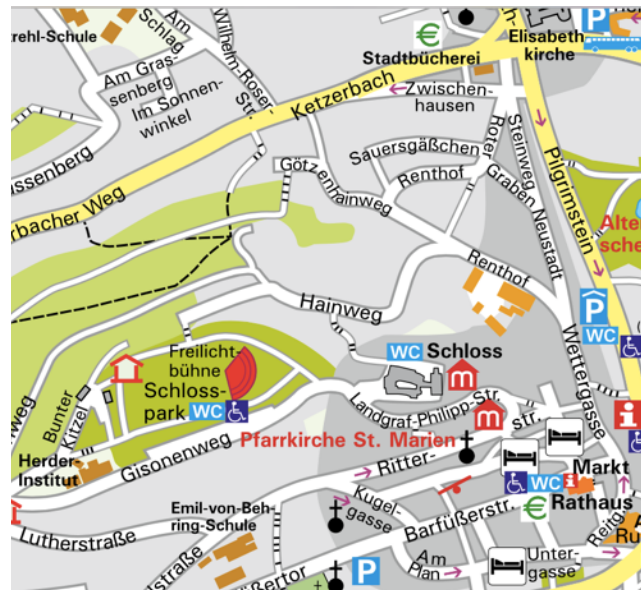 trehl-Schule
Am
Schlag
Am Gras-
senberg
Im Sonnen-
winkel
Wilhelm-Roser-
Str.
€
Stadtbücherei
Elisabeth
kirche
P
Ketzerbach
Zwischen-
hausen
ssenberg
rbacher Weg
Sauersgäßchen
Renthof
Roter
Graben
Steinweg
Neustadt
Pilgrimstein
Götzenhainweg
Alte
sche
Renthof
Hainweg
Wettergasse
P
WC
WC Schloss
Freilicht-
bühne
Schloss-
park WC
Bunter
Kitzel
Landgraf-Philipp-Str.
Pfarrkirche St. Marien
Ritter-
str.
i
Herder-
Institut
Gisonenweg
Lutherstraße
Emil-von-Beh-
ring-Schule
Kugel-
gasse
Barfüßerstr.
WC i
Markt
€
Rathaus
Reitg.
A
Ru
lstraße
üßertor
P
Am
Plan
Unter-
gasse